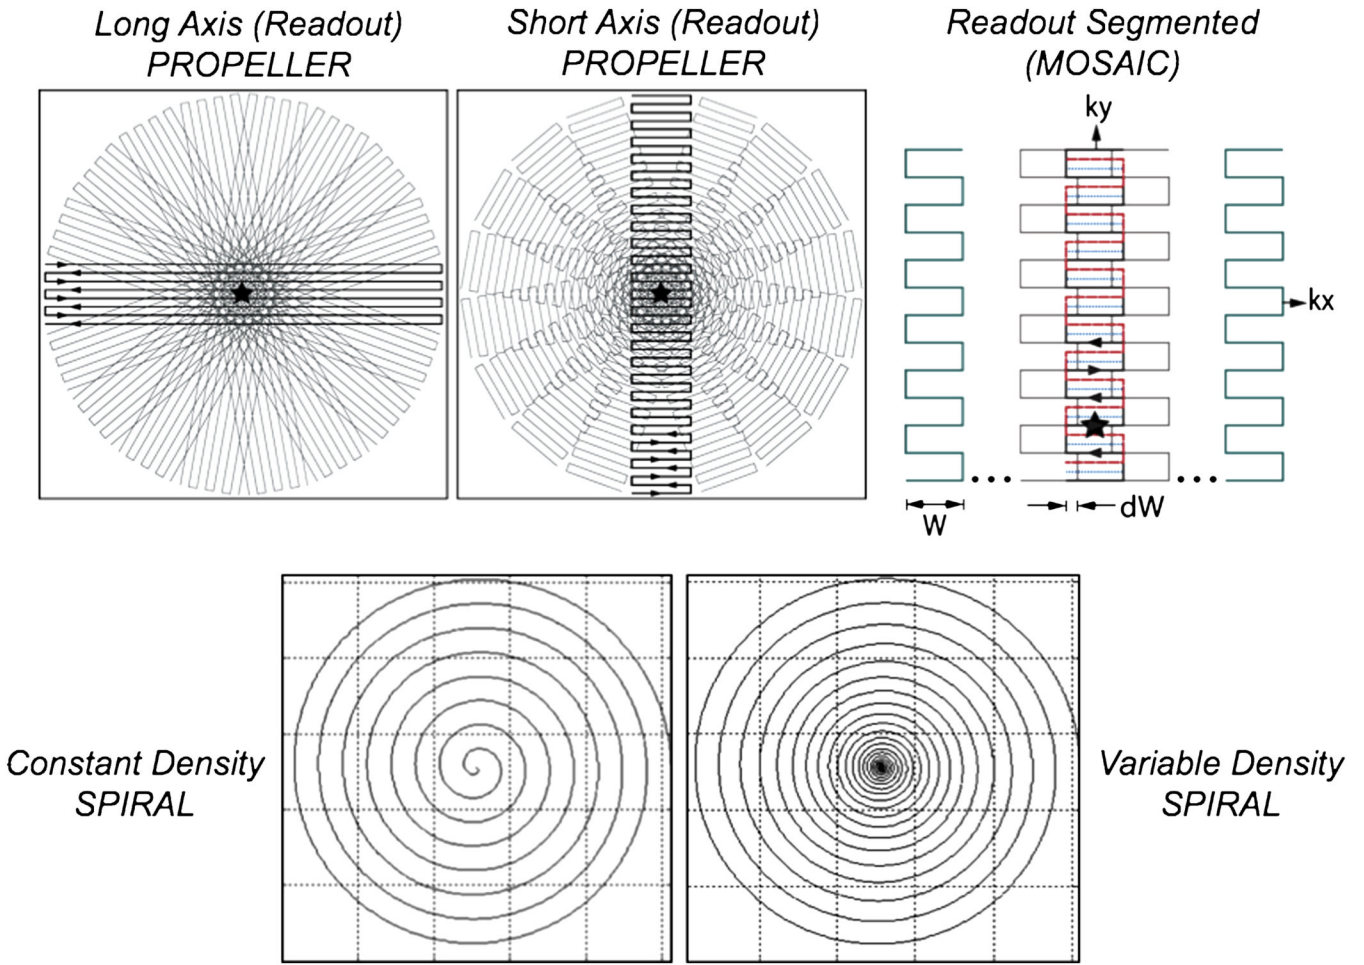 Long Axis (Readout)
PROPELLER
Short Axis (Readout)
PROPELLER
Readout Segmented
(MOSAIC)
ky
kx
W
dW
Constant Density
SPIRAL
Variable Density
SPIRAL